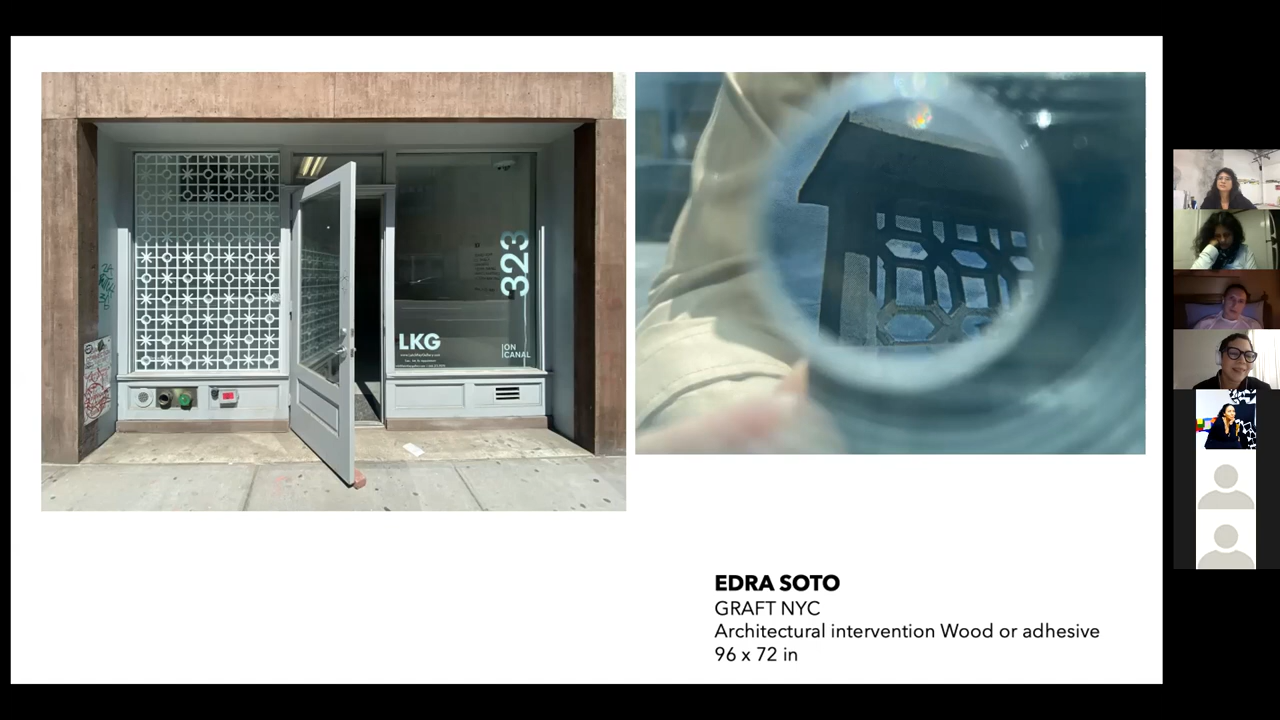 323
LKG
ON
CANAL
EDRA SOTO
GRAFT NYC
Architectural intervention Wood or adhesive
96 x 72 in